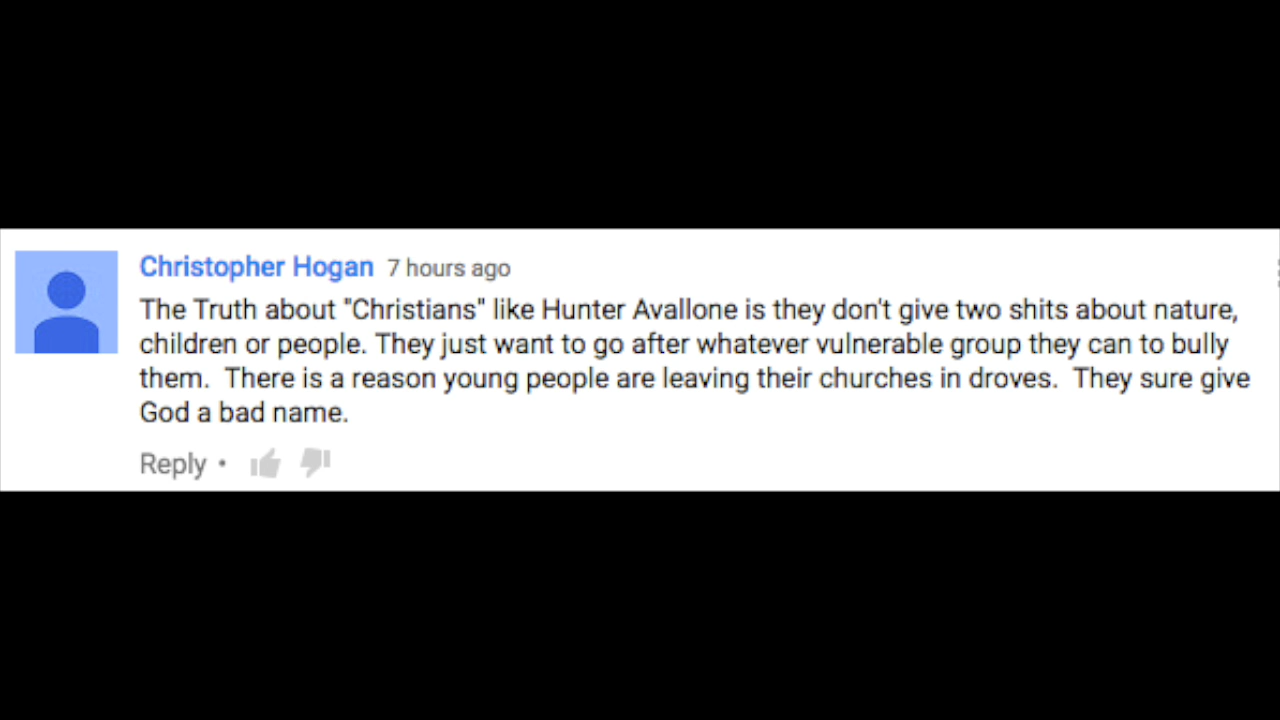 Christopher Hogan 7 hours ago
The Truth about "Christians" like Hunter Avallone is they don't give two shits about nature,
children or people. They just want to go after whatever vulnerable group they can to bully
them.  There is a reason young people are leaving their churches in droves.  They sure give
God a bad name.
Reply •